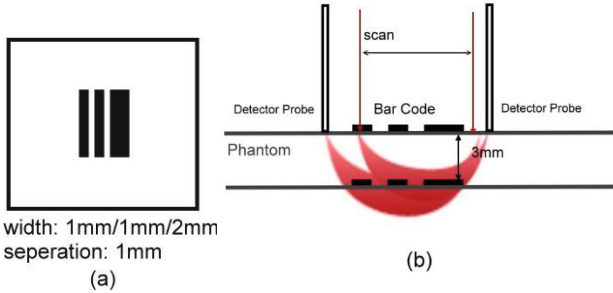 width: 1mm/1mm/2mm
seperation: 1mm
(a)
scan
Detector Probe
Bar Code
Detector Probe
Phantom
3mm
(b)